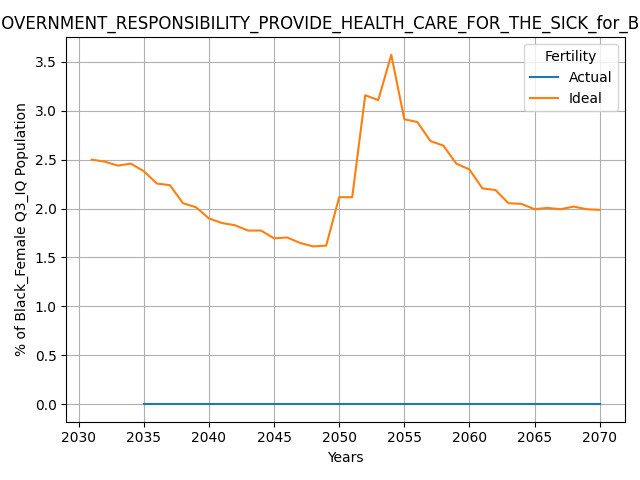 OVERNMENT_RESPONSIBILITY_PROVIDE_HEALTH_CARE_FOR_THE_SICK_for_B
Fertility
Actual
Ideal
3.5
3.0
2.5
2.0
1.5
1.0
0.5
0.0
% of Black_Female Q3_IQ Population
2030 2035 2040 2045 2050 2055 2060 2065 2070
Years